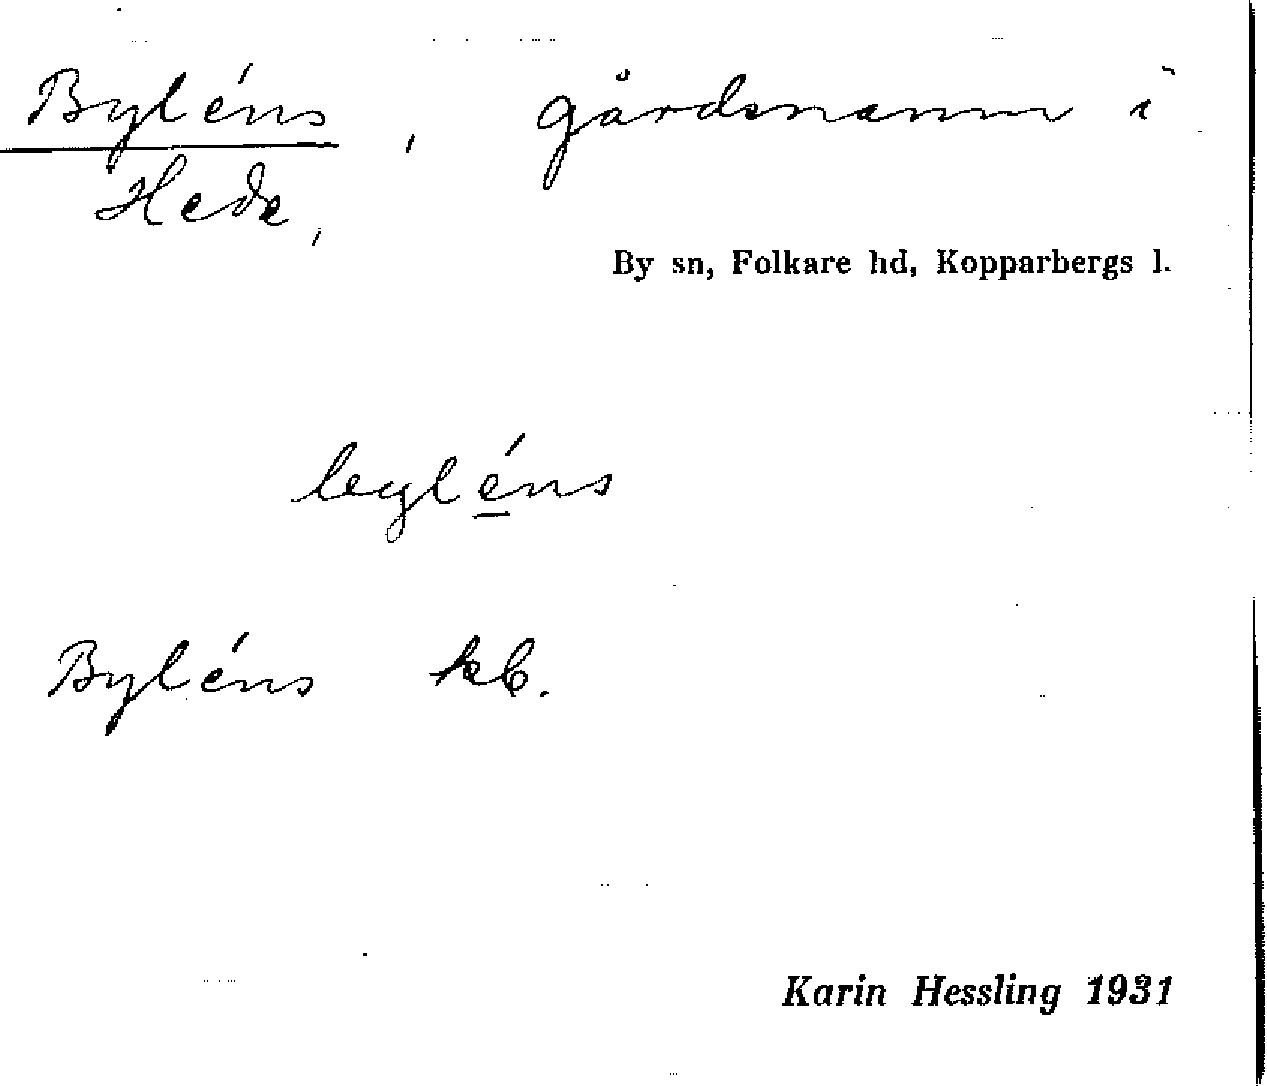 Byléns, gårdsnamn i
Hede,
By sn, Folkare hd, Kopparbergs l.
byléns
Byléns kb.
Karin Hessling 1931